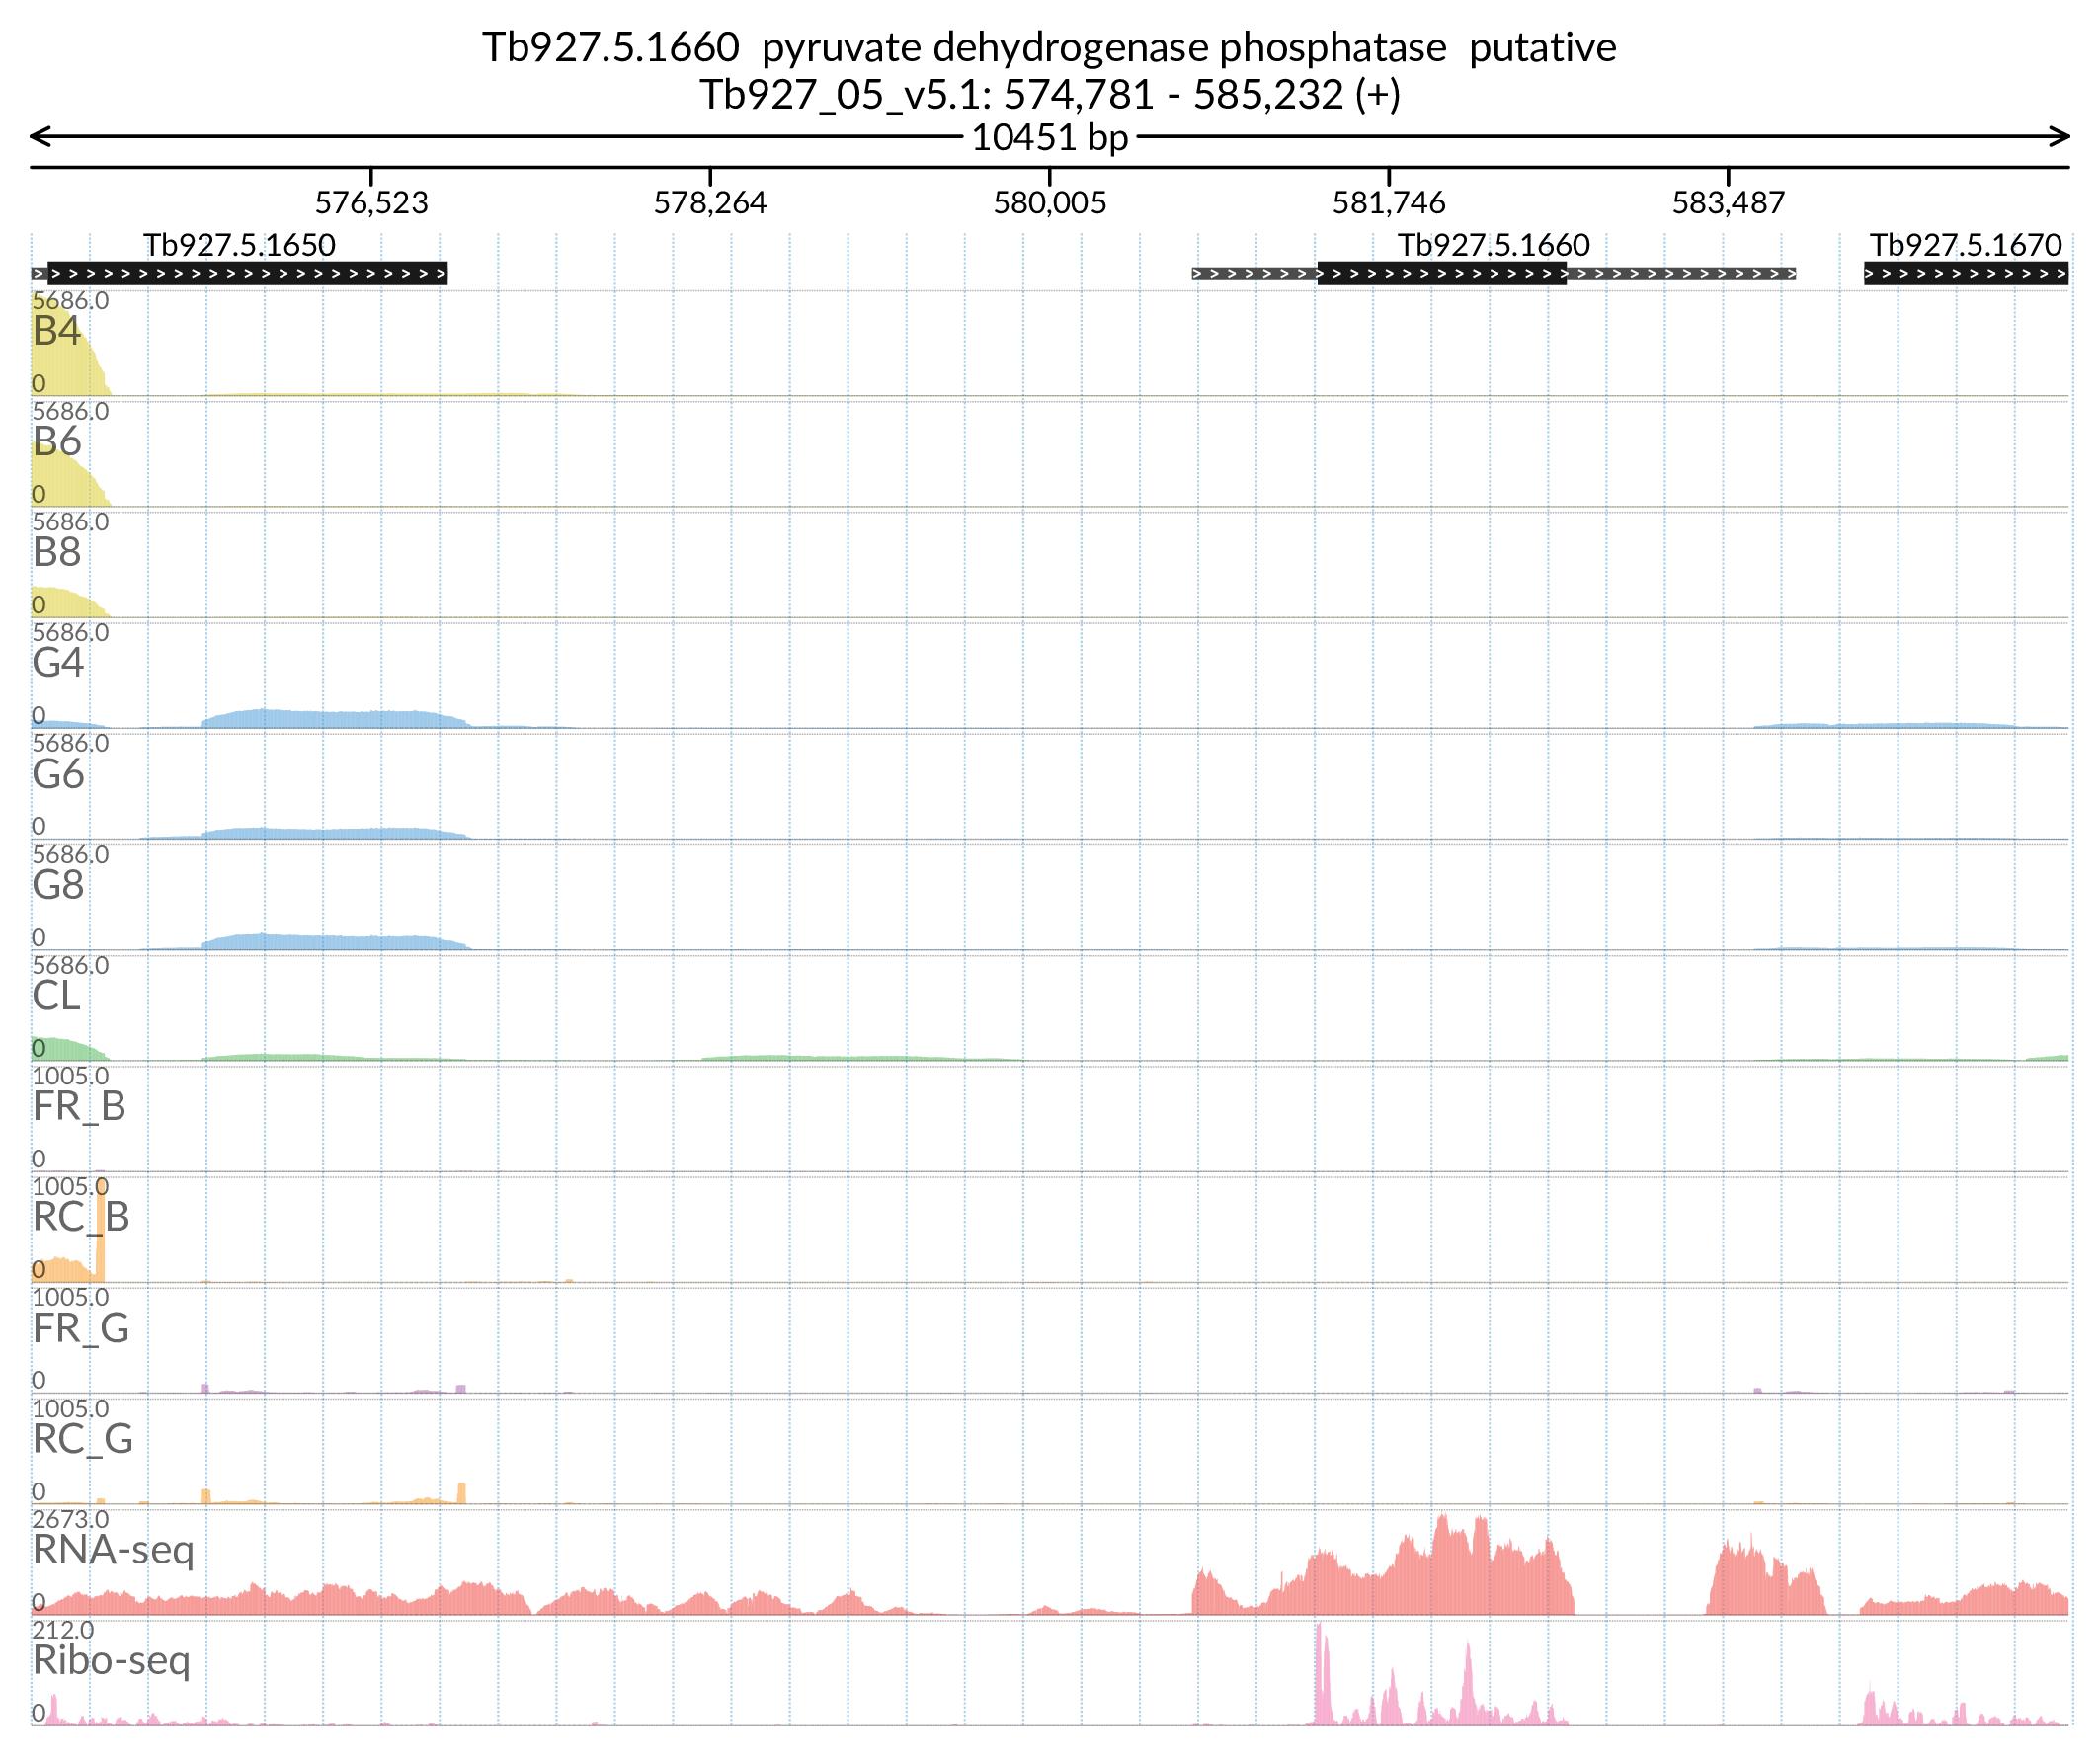 Tb927.5.1660  pyruvate dehydrogenase phosphatase  putative
Tb927_05_v5.1: 574,781 - 585,232 (+)
10451 bp
576,523 578,264 580,005 581,746 583,487
Tb927.5.1650 Tb927.5.1660 Tb927.5.1670
5686.0
B4
0
5686.0
B6
0
5686.0
B8
0
5686.0
G4
0
5686.0
G6
0
5686.0
G8
0
5686.0
CL
0
1005.0
FR_B
0
1005.0
RC_B
0
1005.0
FR_G
0
1005.0
RC_G
0
2673.0
RNA-seq
0
212.0
Ribo-seq
0